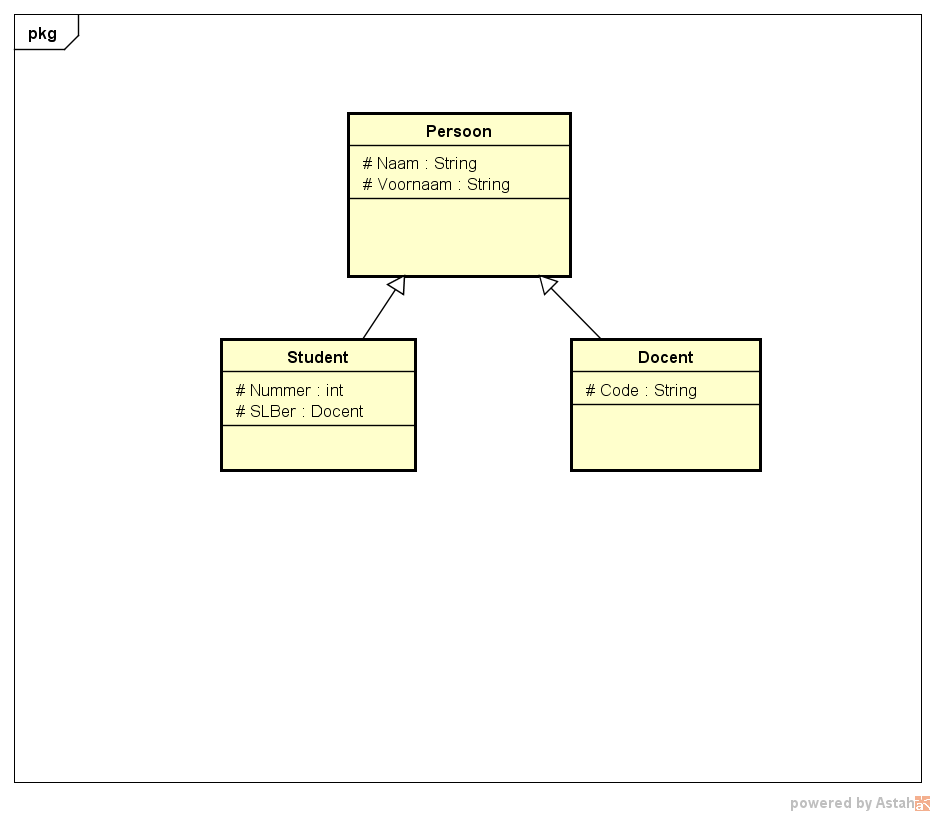 pkg
Persoon
# Naam : String
# Voornaam : String
Student
# Nummer : int
# SLBer : Docent
Docent
# Code : String
powered by Astah